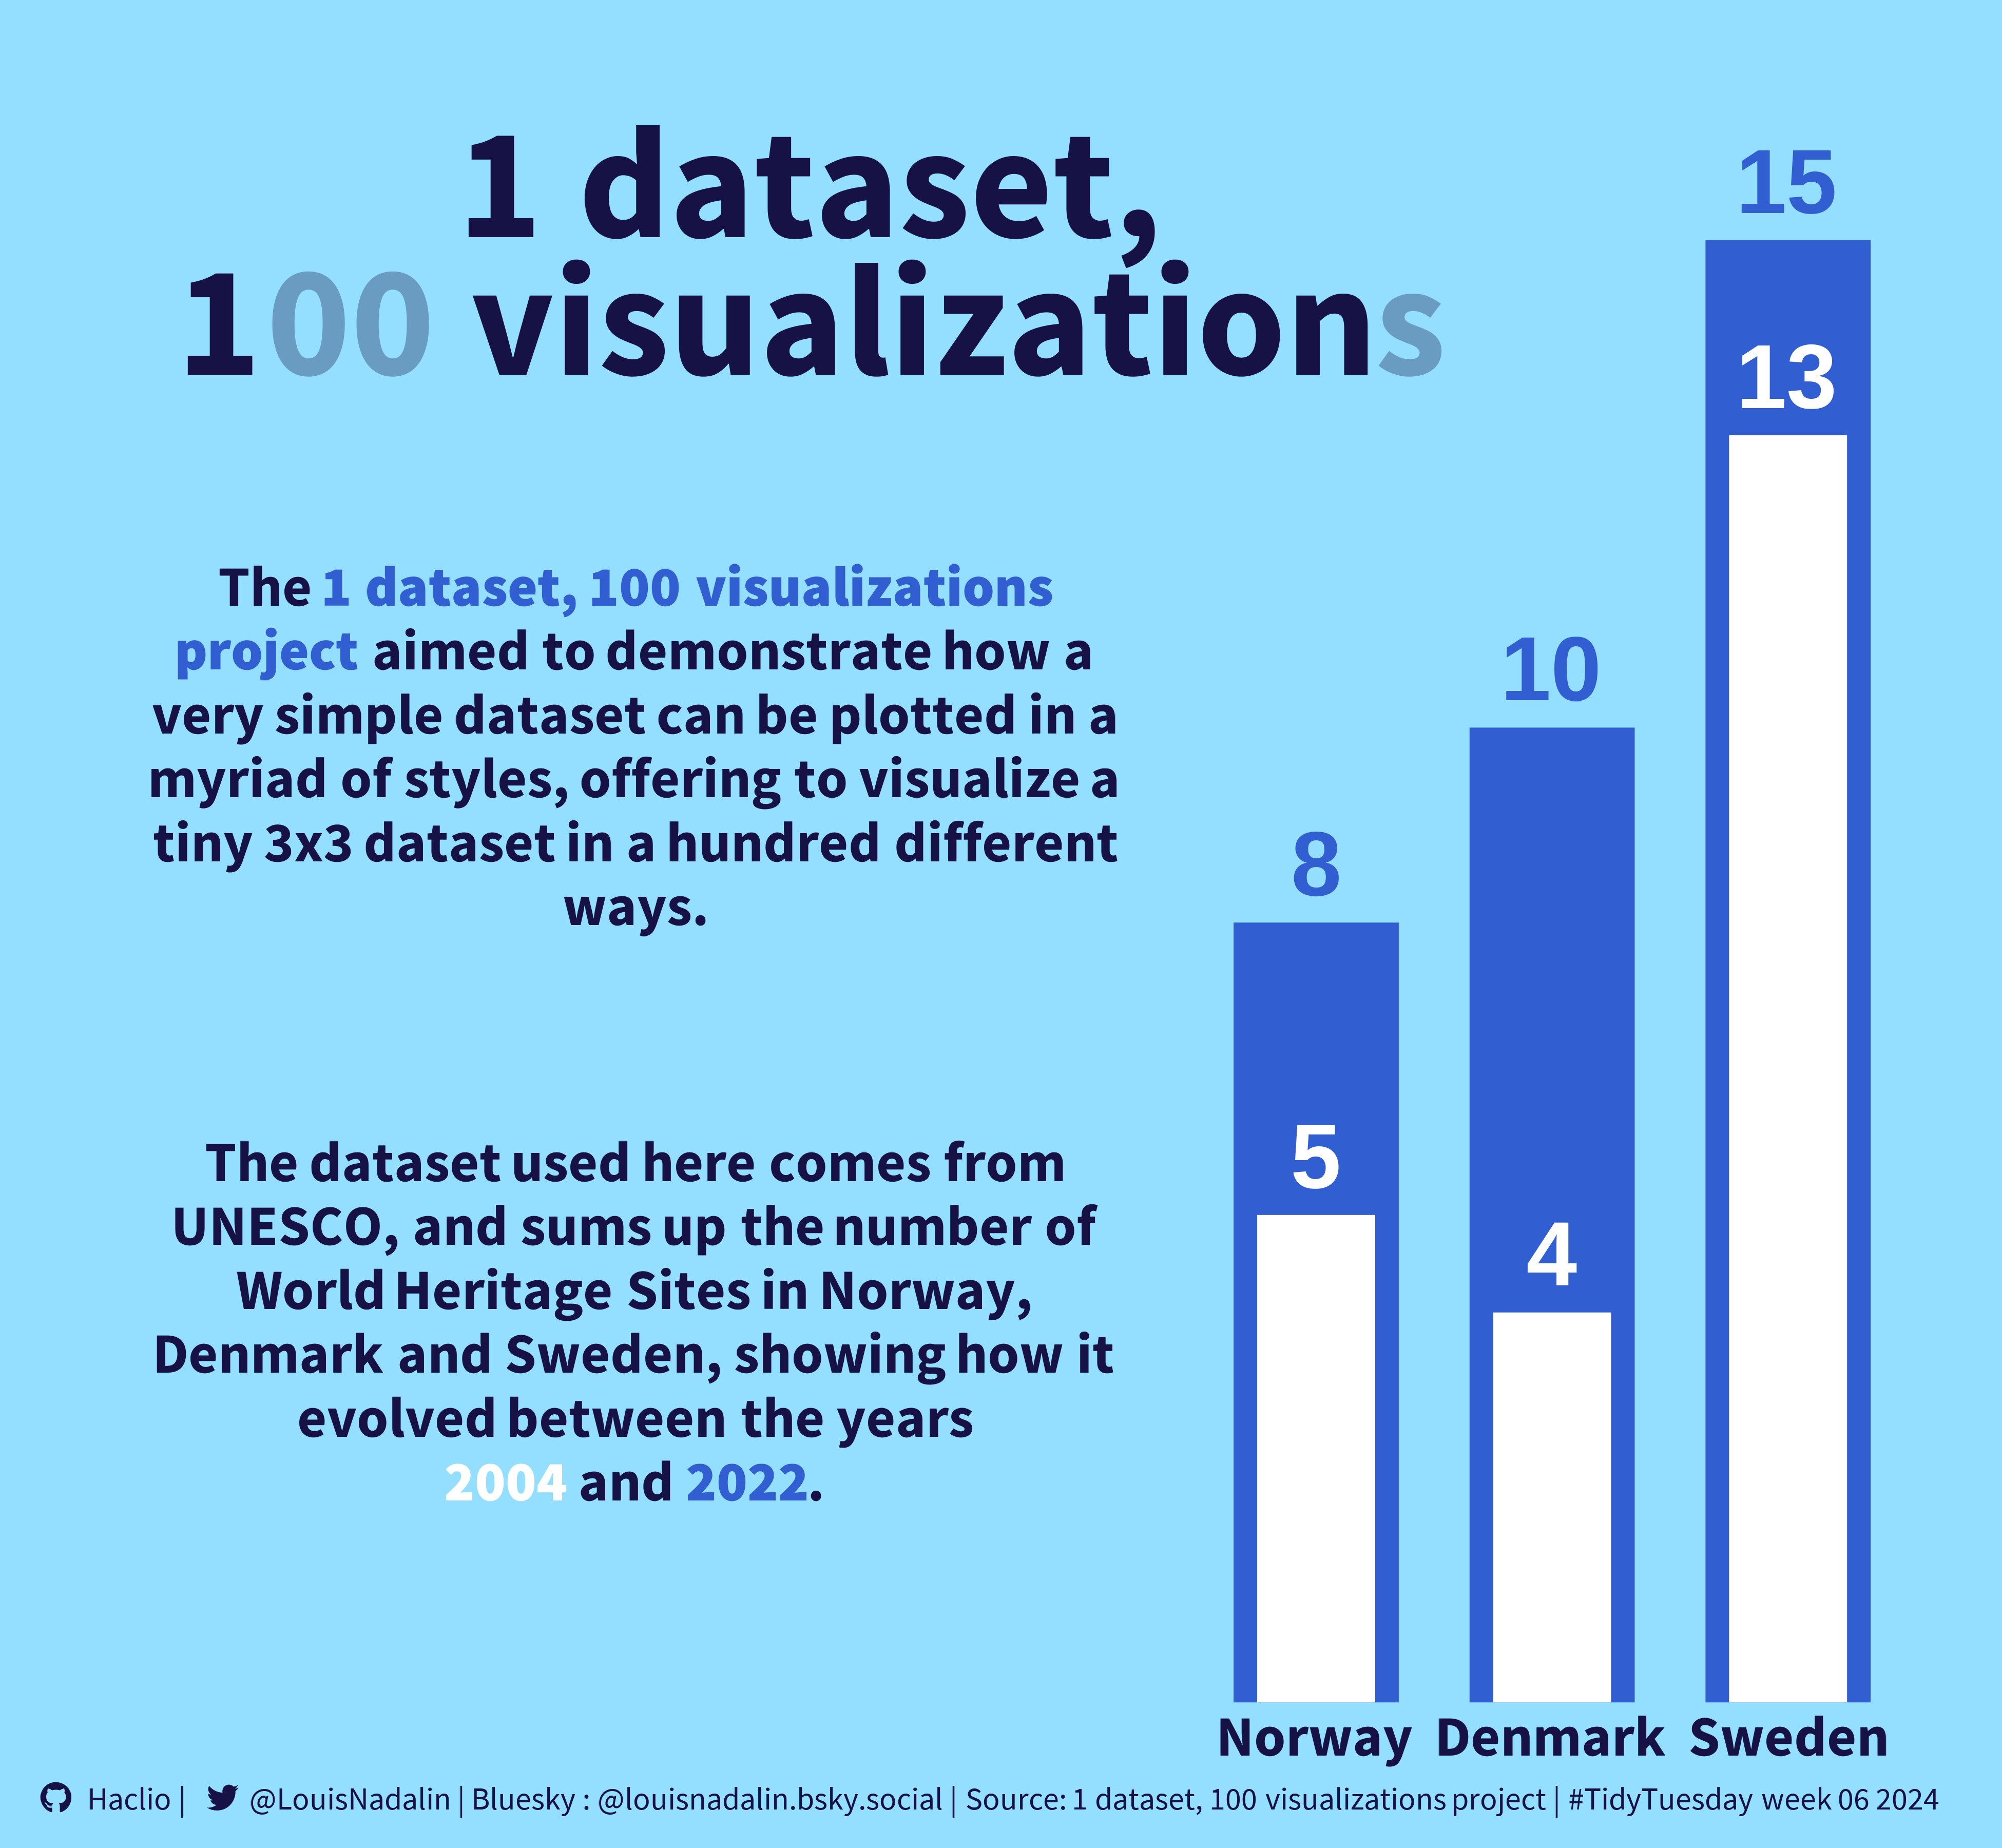 1 dataset,
100 visualizations
The 1 dataset, 100 visualizations
project aimed to demonstrate how a
very simple dataset can be plotted in a
myriad of styles, offering to visualize a
tiny 3x3 dataset in a hundred different
ways.
The dataset used here comes from
UNESCO, and sums up the number of
World Heritage Sites in Norway,
Denmark and Sweden, showing how it
evolved between the years
2004 and 2022.
15
13
10
8
5
4
Norway Denmark Sweden
Haclio | @LouisNadalin | Bluesky : @louisnadalin.bsky.social | Source: 1 dataset, 100 visualizations project | #TidyTuesday week 06 2024